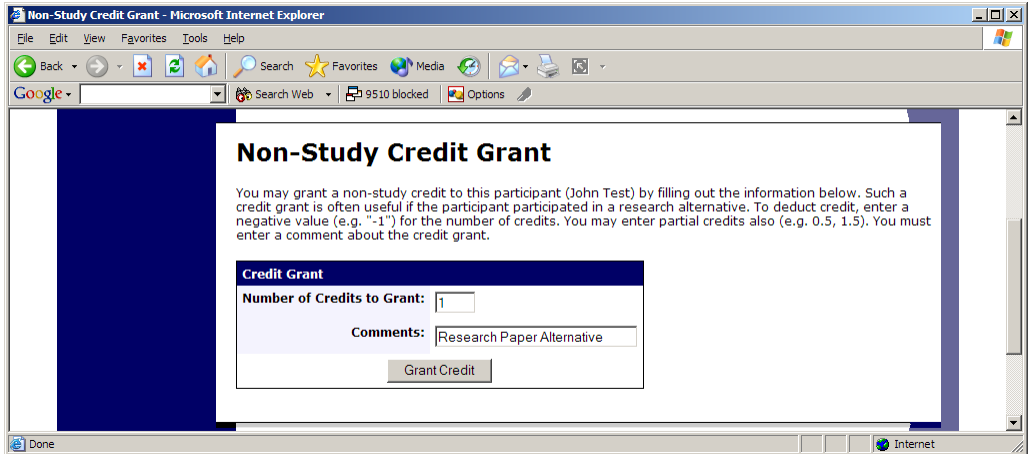 Non-Study Credit Grant - Microsoft Internet Explorer
File Edit View Favorites Tools Help
Back Search Favorites Media
Google Search Web 9510 blocked Options
Non-Study Credit Grant
You may grant a non-study credit to this participant (John Test) by filling out the information below. Such a
credit grant is often useful if the participant participated in a research alternative. To deduct credit, enter a
negative value (e.g. "-1") for the number of credits. You may enter partial credits also (e.g. 0.5, 1.5). You must
enter a comment about the credit grant.
Credit Grant
Number of Credits to Grant: 1
Comments: Research Paper Alternative
Grant Credit
Done Internet